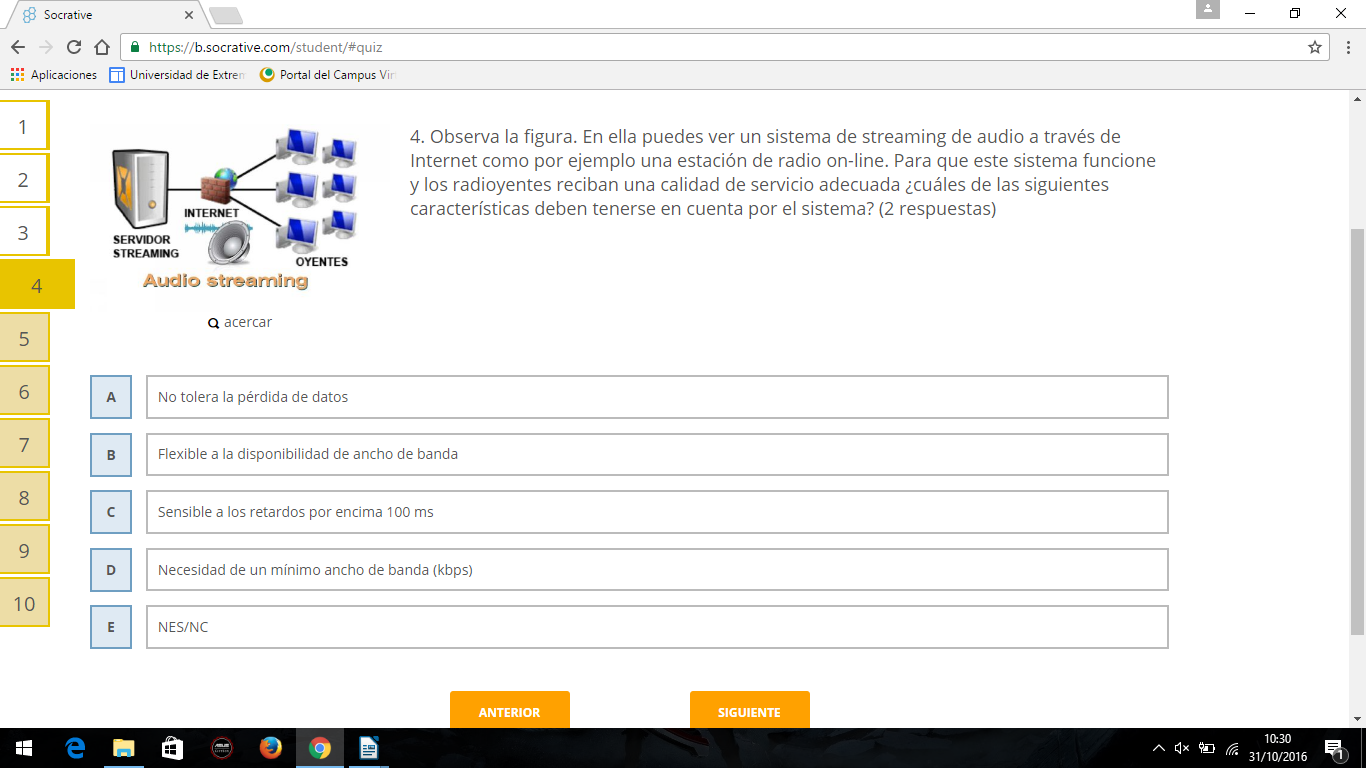 Socrative
https://b.socrative.com/student/#quiz
Aplicaciones Universidad de Extrem Portal del Campus Vir
1
2
3
4
5
6
7
8
9
10
INTERNET
SERVIDOR
STREAMING
OYENTES
Audio streaming
acercar
4. Observa la figura. En ella puedes ver un sistema de streaming de audio a través de
Internet como por ejemplo una estación de radio on-line. Para que este sistema funcione
y los radioyentes reciban una calidad de servicio adecuada ¿cuáles de las siguientes
características deben tenerse en cuenta por el sistema? (2 respuestas)
A No tolera la pérdida de datos
B Flexible a la disponibilidad de ancho de banda
C Sensible a los retardos por encima 100 ms
D Necesidad de un mínimo ancho de banda (kbps)
E NES/NC
ANTERIOR SIGUIENTE
10:30
31/10/2016
1